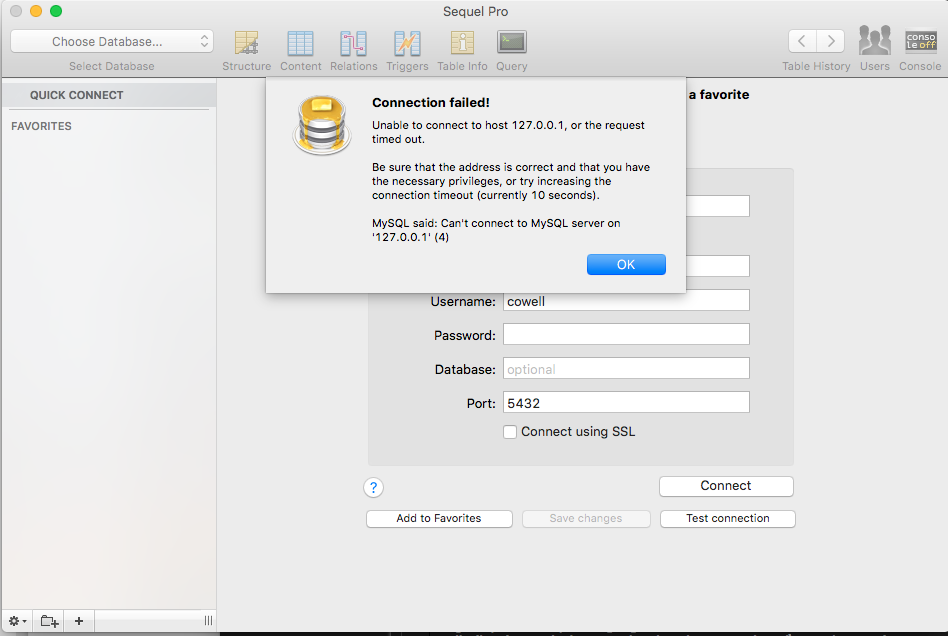 Sequel Pro
Choose Database...
Select Database
Structure
Content
Relations
Triggers
Table Info
Query
Table History
Users
conso
le off
Console
QUICK CONNECT
FAVORITES
a favorite
Connection failed!
Unable to connect to host 127.0.0.1, or the request
timed out.
Be sure that the address is correct and that you have
the necessary privileges, or try increasing the
connection timeout (currently 10 seconds).
MySQL said: Can't connect to MySQL server on
'127.0.0.1' (4)
OK
Username: cowell
Password:
Database: optional
Port: 5432
Connect using SSL
?
Connect
Add to Favorites
Save changes
Test connection